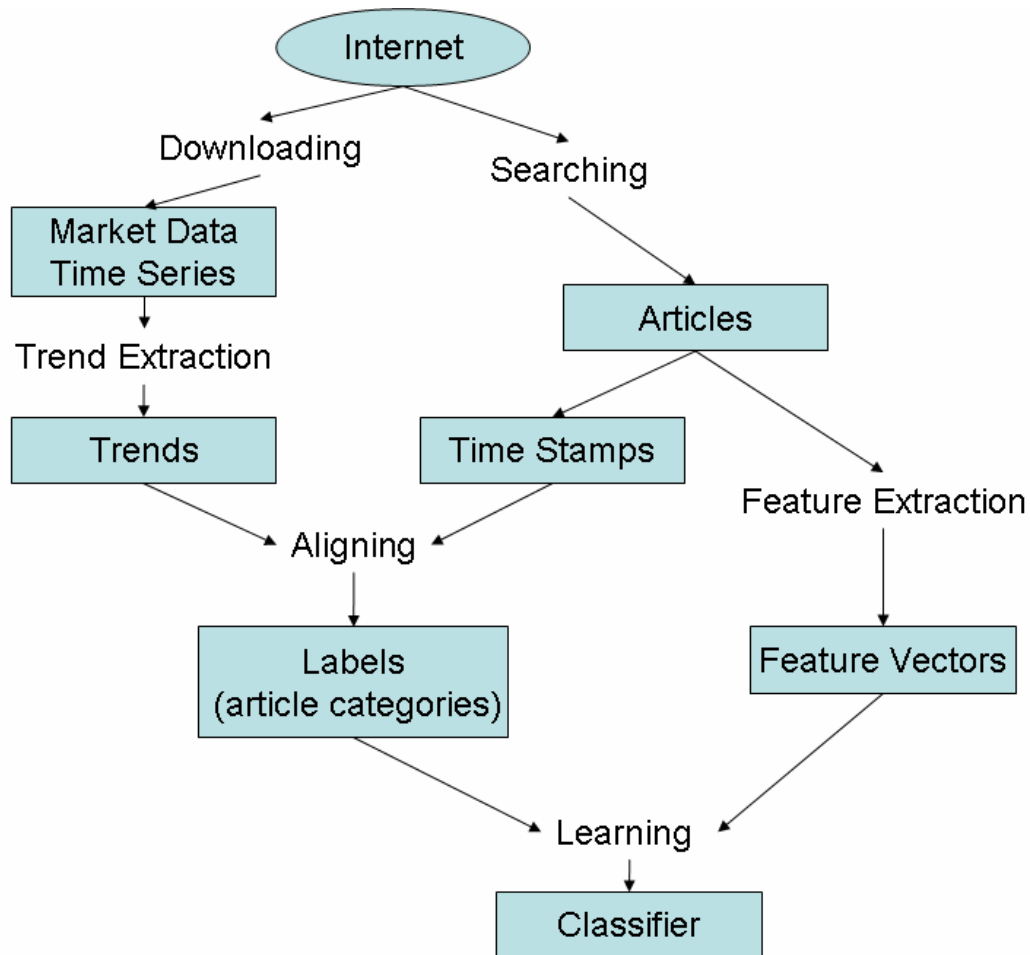 Internet
Downloading
Searching
Market Data
Time Series
Articles
Trend Extraction
Trends
Time Stamps
Feature Extraction
Aligning
Labels
(article categories)
Feature Vectors
Learning
Classifier